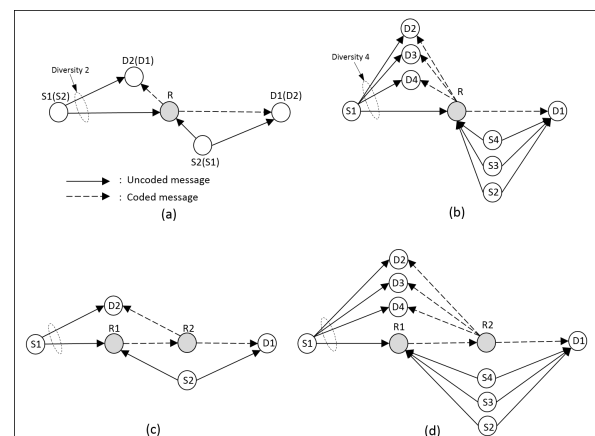 Diversity 2
D2(D1)
S1(S2)
R
D1(D2)
S2(S1)
: Uncoded message
: Coded message
(a)
Diversity 4
D2
D3
D4
R
S1
D1
S4
S3
S2
(b)
D2
R1
R2
S1
D1
S2
(c)
D2
D3
D4
R1
R2
S1
D1
S4
S3
S2
(d)